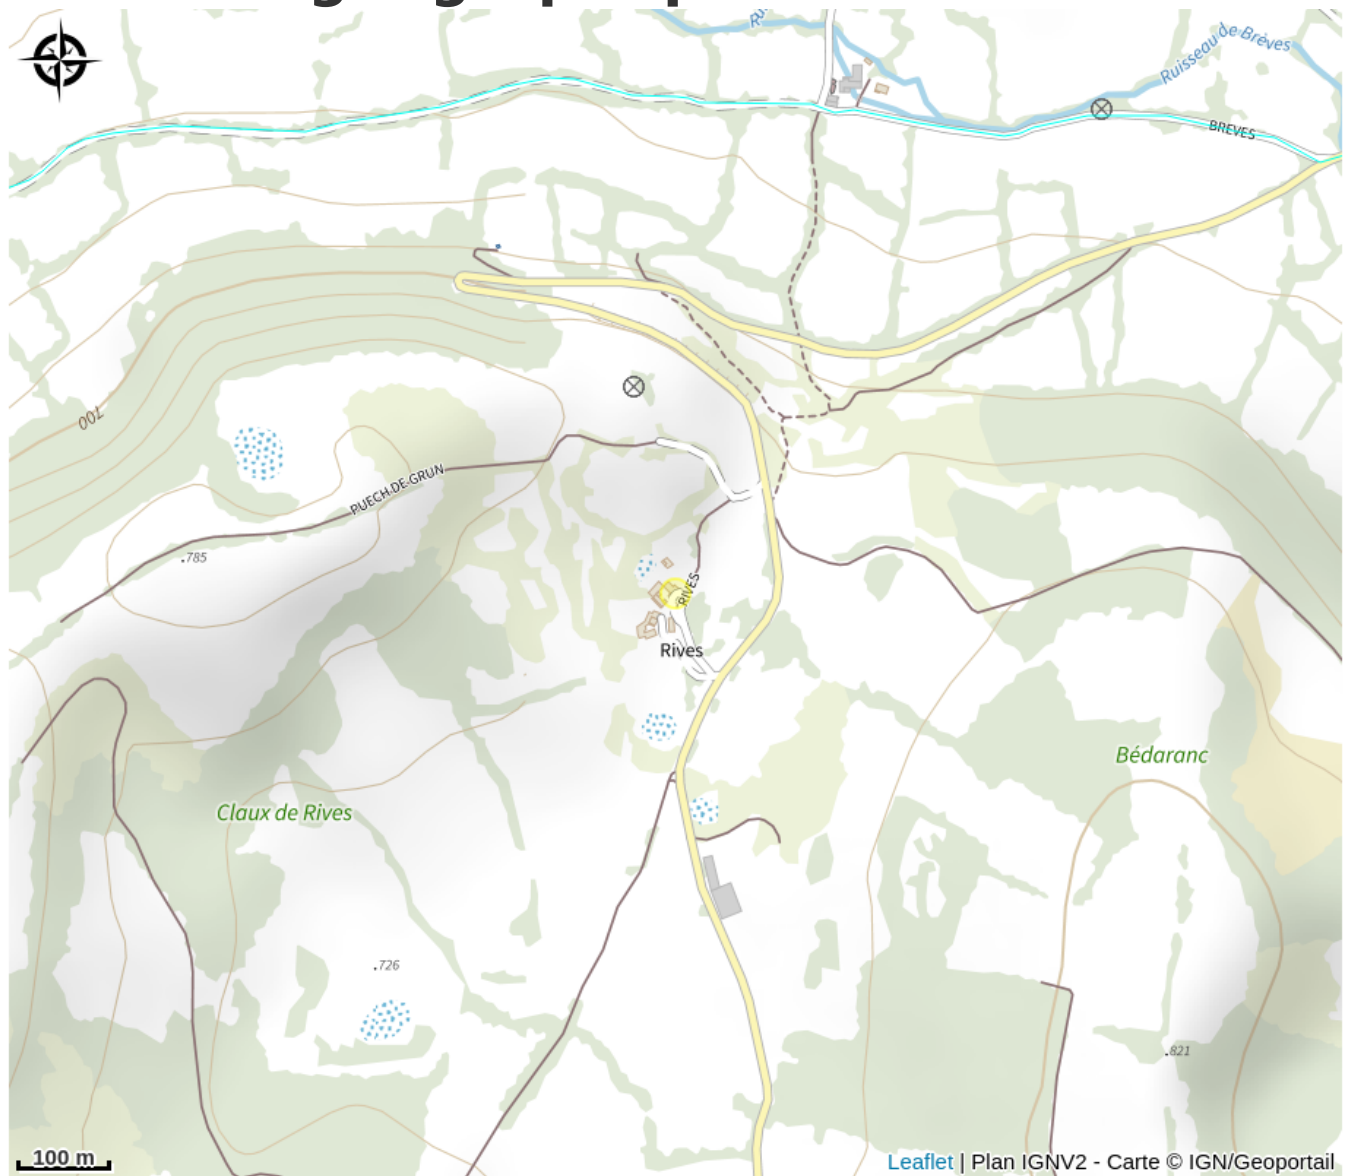 Ruisseau de Brèves
BREVES
700
PUECH-DE-GRUN
.785
RIVES
Rives
Bédaranc
Claux de Rives
.726
.821
100 m
Leaflet | Plan IGNV2 - Carte © IGN/Geoportail